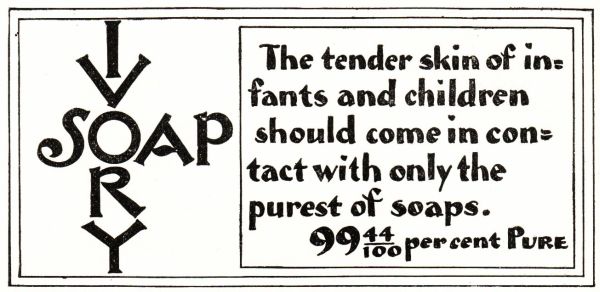 IVORY
SOAP
The tender skin of in=
fants and children
should come in con=
tact with only the
purest of soaps.
99 44/100 per cent PURE